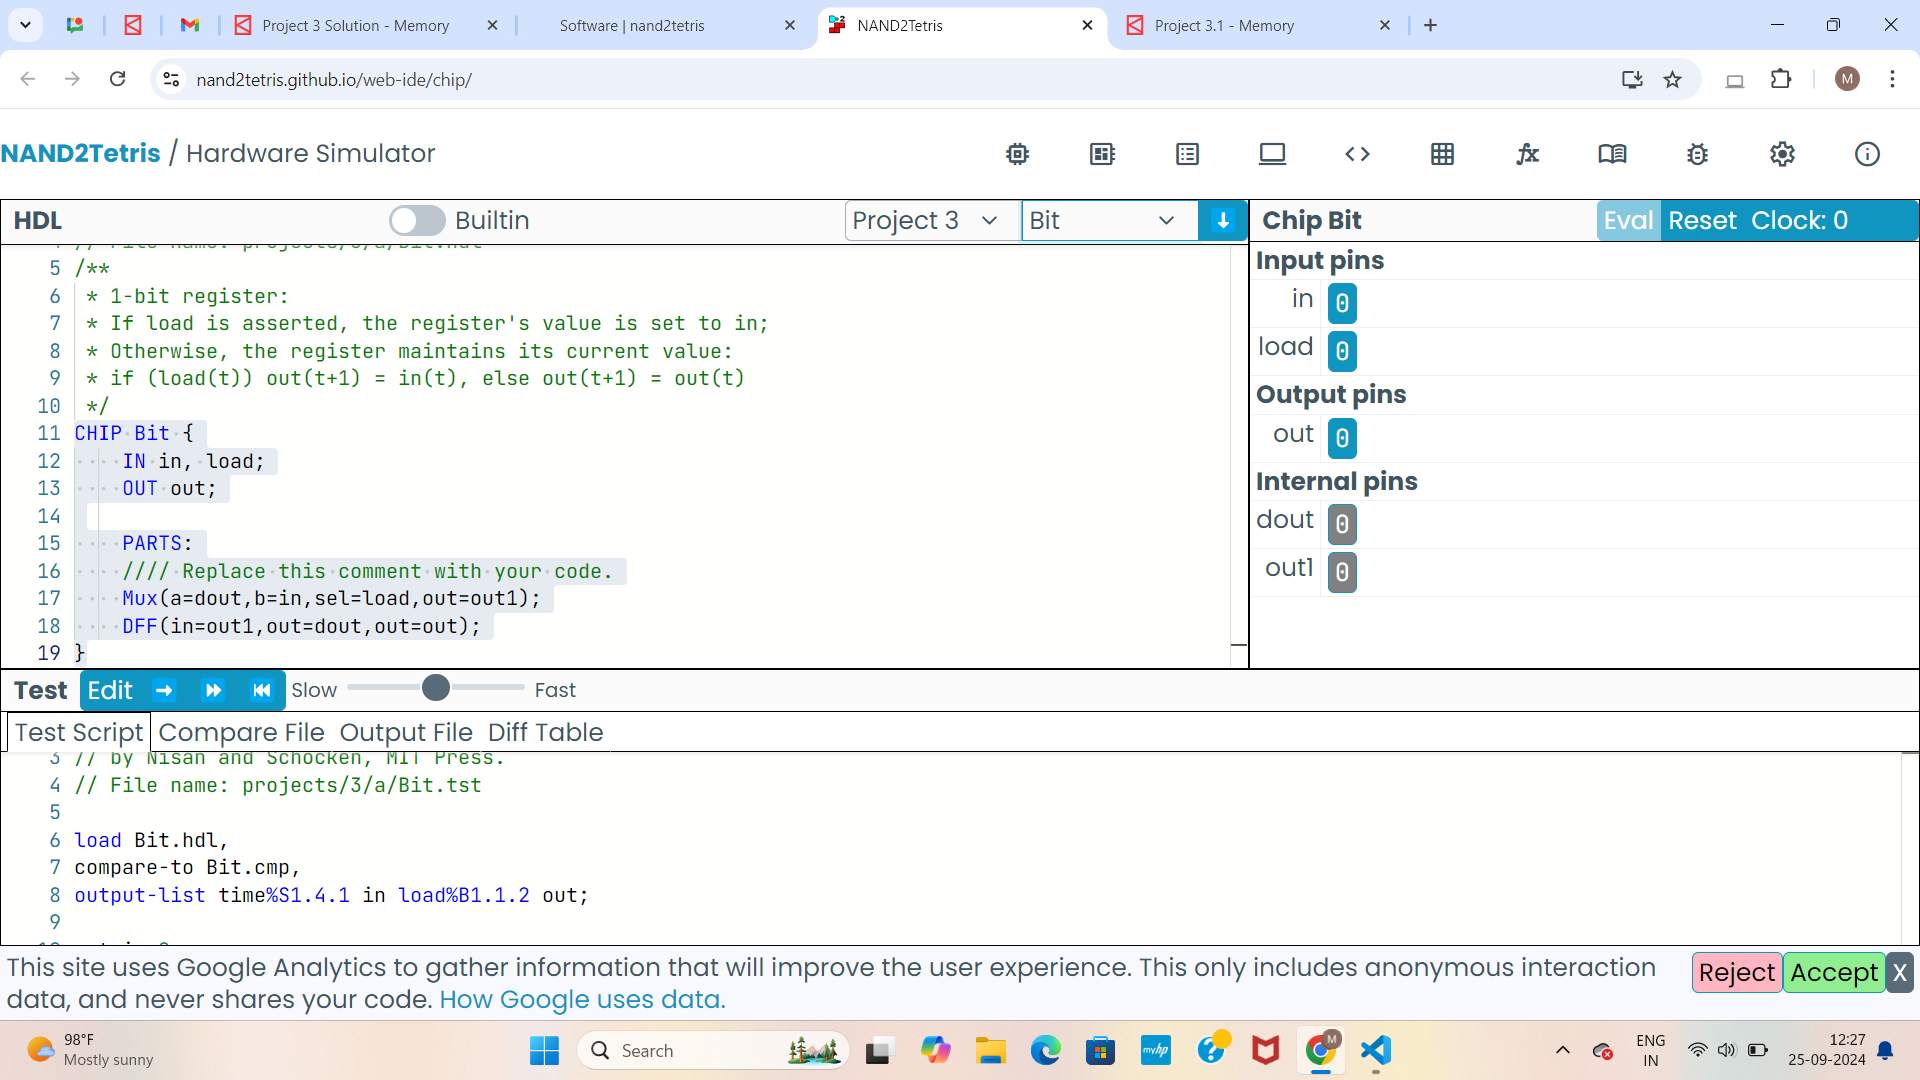 Project 3 Solution - Memory
Software | nand2tetris
NAND2Tetris
Project 3.1 - Memory
nand2tetris.github.io/web-ide/chip/
M
NAND2Tetris / Hardware Simulator
HDL
Builtin
Project 3
Bit
Chip Bit
Eval
Reset
Clock: 0
4 // File name: projects/3/a/Bit.hdl
5 /**
6 * 1-bit register:
7 * If load is asserted, the register's value is set to in;
8 * Otherwise, the register maintains its current value:
9 * if (load(t)) out(t+1) = in(t), else out(t+1) = out(t)
10 */
11 CHIP Bit {
12 IN in, load;
13 OUT out;
14
15 PARTS:
16 //// Replace this comment with your code.
17 Mux(a=dout,b=in,sel=load,out=out1);
18 DFF(in=out1,out=dout,out=out);
19 }
Input pins
in 0
load 0
Output pins
out 0
Internal pins
dout 0
out1 0
Test
Edit
Slow
Fast
Test Script
Compare File
Output File
Diff Table
3 // by Nisan and Schocken, MIT Press.
4 // File name: projects/3/a/Bit.tst
5
6 load Bit.hdl,
7 compare-to Bit.cmp,
8 output-list time%S1.4.1 in load%B1.1.2 out;
9
This site uses Google Analytics to gather information that will improve the user experience. This only includes anonymous interaction
data, and never shares your code. How Google uses data.
Reject
Accept
X
98°F
Mostly sunny
Search
myhp
M
ENG
IN
12:27
25-09-2024